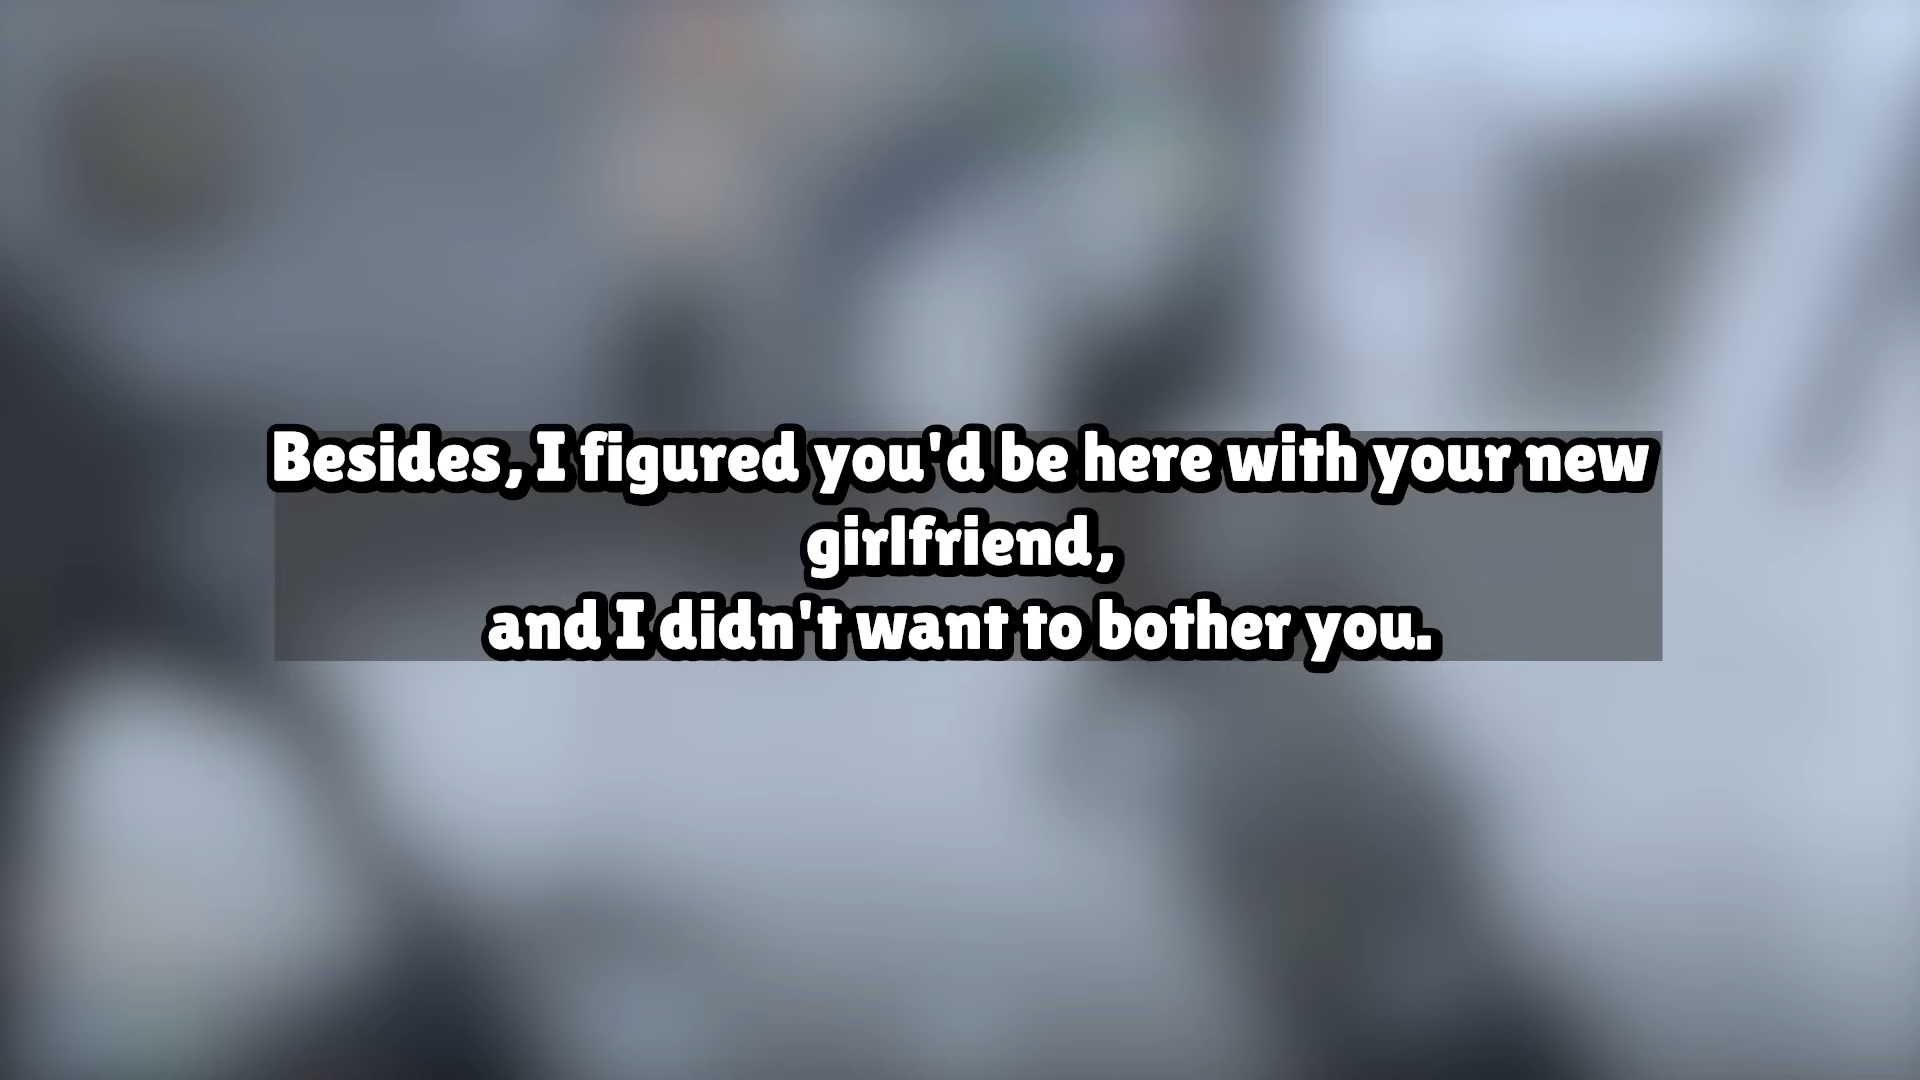 Besides, I figured you'd be here with your new
girlfriend,
and I didn't want to bother you.